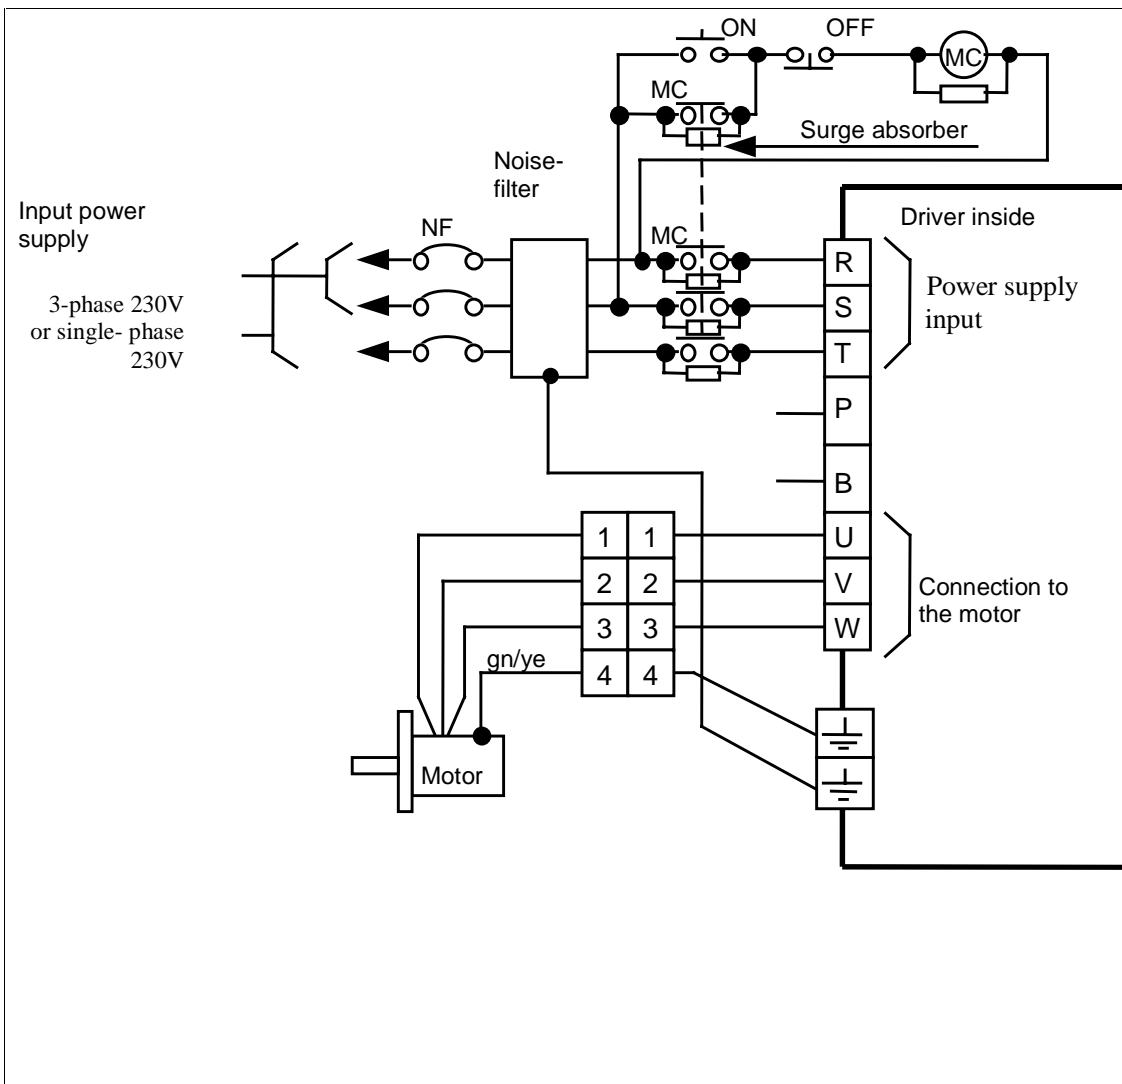 ON
OFF
MC
MC
Surge absorber
Noise-
filter
Input power
supply
NF
MC
Driver inside
R
3-phase 230V
or single- phase
230V
S
Power supply
input
T
P
B
1 1 U
2 2 V
Connection to
the motor
3 3 W
gn/ye
4 4
Motor